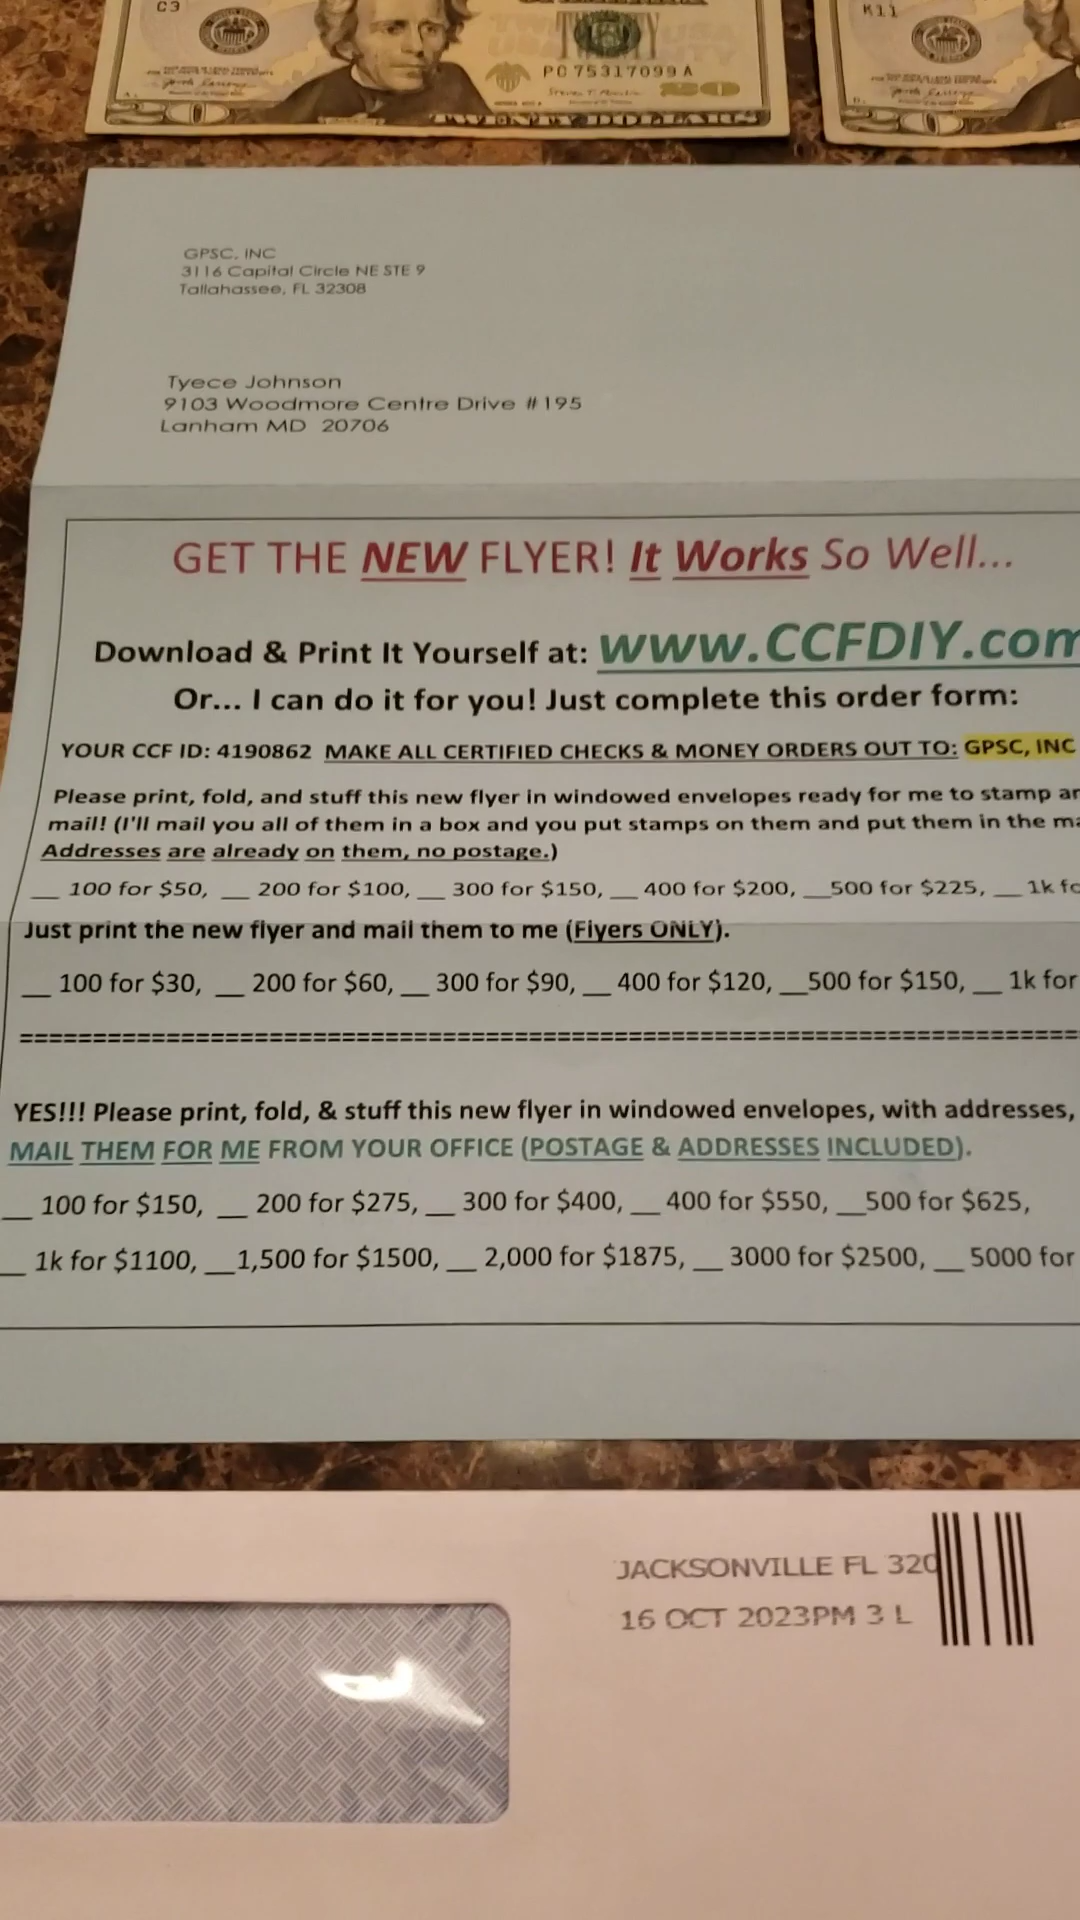 C3
K11
PC 75317099 A
20
TWENTY DOLLARS
20
20
GPSC, INC
3116 Capital Circle NE STE 9
Tallahassee, FL 32308
Tyece Johnson
9103 Woodmore Centre Drive #195
Lanham MD 20706
GET THE NEW FLYER! It Works So Well...
Download & Print It Yourself at: www.CCFDIY.com
Or... I can do it for you! Just complete this order form:
YOUR CCF ID: 4190862 MAKE ALL CERTIFIED CHECKS & MONEY ORDERS OUT TO: GPSC, INC
Please print, fold, and stuff this new flyer in windowed envelopes ready for me to stamp
mail! (I'll mail you all of them in a box and you put stamps on them and put them in the
Addresses are already on them, no postage.)
__ 100 for $50, __ 200 for $100, __ 300 for $150, __ 400 for $200, __500 for $225, __ 1k
Just print the new flyer and mail them to me (Flyers ONLY).
__ 100 for $30, __ 200 for $60, __ 300 for $90, __ 400 for $120, __500 for $150, __ 1k for
YES!!! Please print, fold, & stuff this new flyer in windowed envelopes, with addresses,
MAIL THEM FOR ME FROM YOUR OFFICE (POSTAGE & ADDRESSES INCLUDED).
__ 100 for $150, __ 200 for $275, __ 300 for $400, __ 400 for $550, __500 for $625,
__ 1k for $1100, __1,500 for $1500, __ 2,000 for $1875, __ 3000 for $2500, __ 5000 for
JACKSONVILLE FL 320
16 OCT 2023PM 3 L